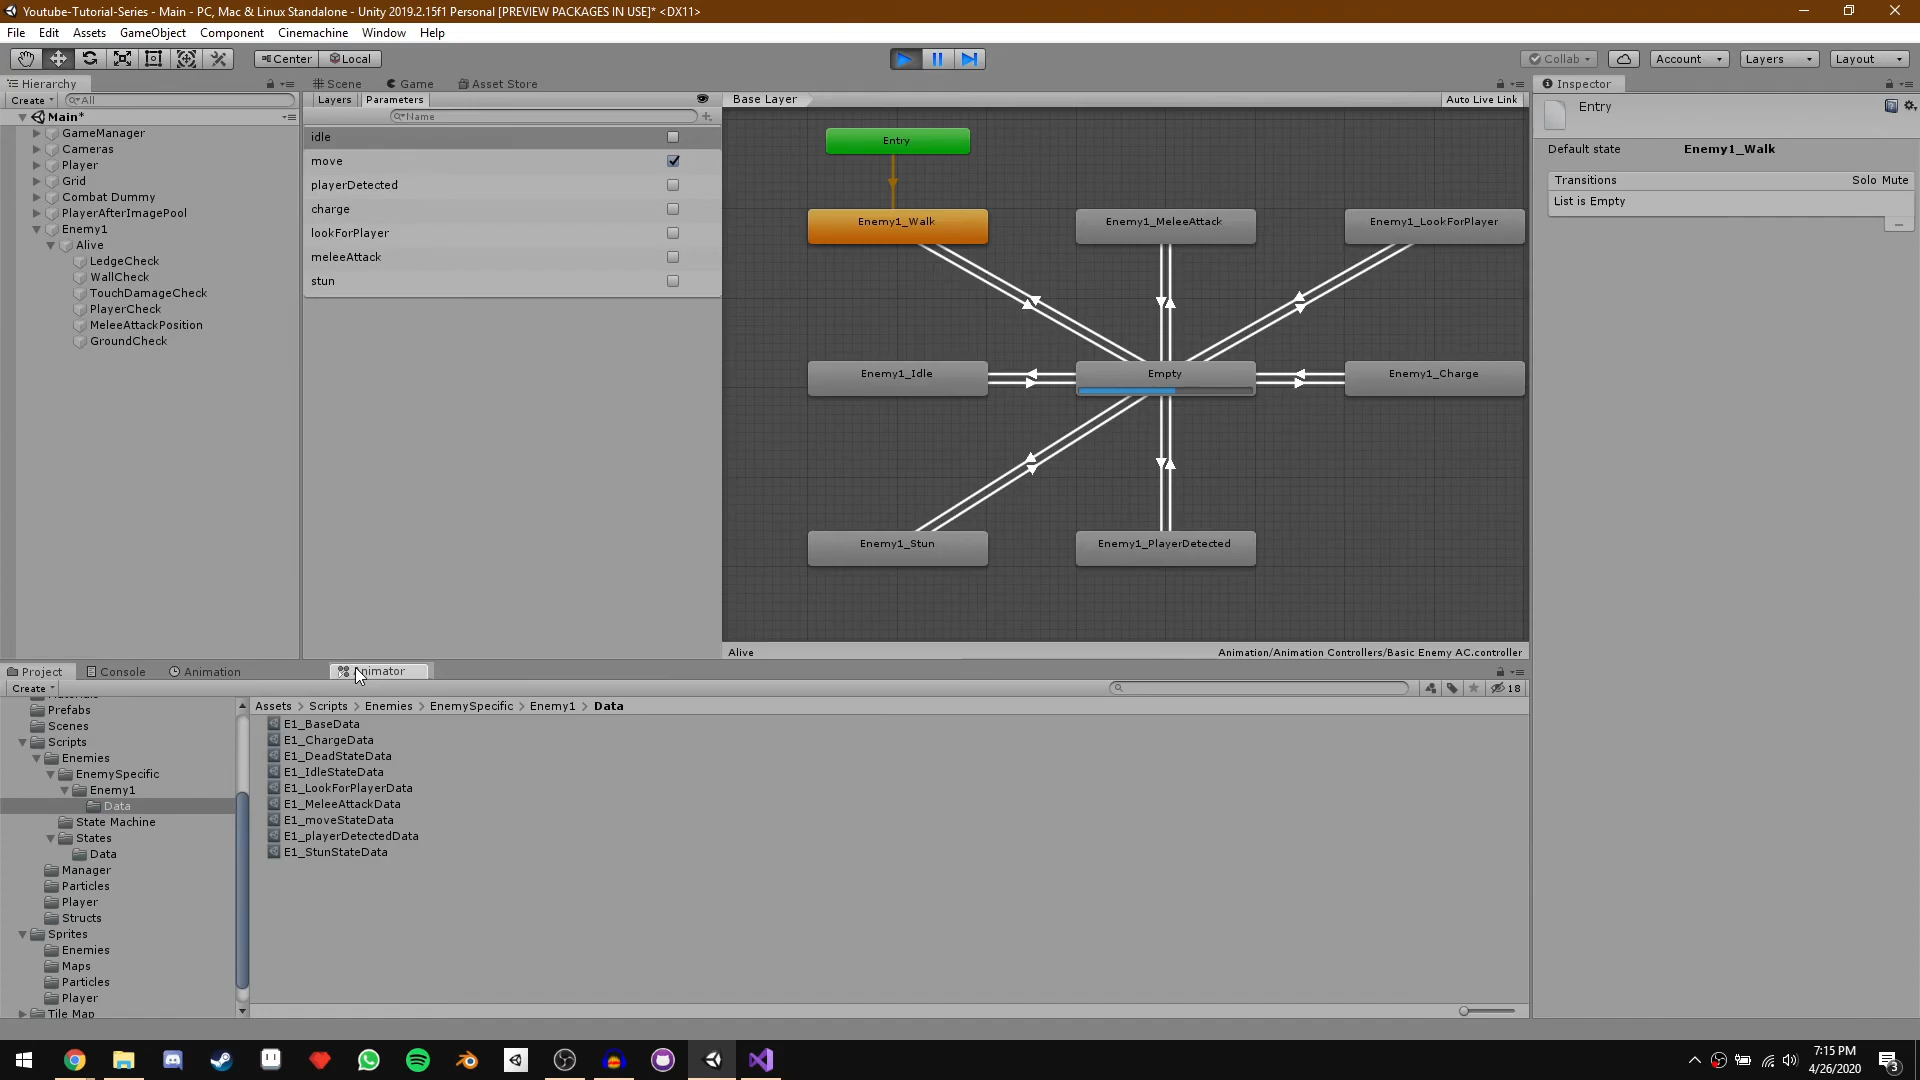 Youtube-Tutorial-Series - Main - PC, Mac & Linux Standalone - Unity 2019.2.15f1 Personal [PREVIEW PACKAGES IN USE]* <DX11>
File Edit Assets GameObject Component Cinemachine Window Help
Center Local Collab Account Layers Layout
Hierarchy Scene Game Asset Store Inspector
Create All Layers Parameters Base Layer Auto Live Link
Main*
GameManager
Cameras
Player
Grid
Combat Dummy
PlayerAfterImagePool
Enemy1
Alive
LedgeCheck
WallCheck
TouchDamageCheck
PlayerCheck
MeleeAttackPosition
GroundCheck
Name
idle
move
playerDetected
charge
lookForPlayer
meleeAttack
stun
Entry
Enemy1_Walk Enemy1_MeleeAttack Enemy1_LookForPlayer
Enemy1_Idle Empty Enemy1_Charge
Enemy1_Stun Enemy1_PlayerDetected
Alive Animation/Animation Controllers/Basic Enemy AC.controller
Entry
Default state Enemy1_Walk
Transitions Solo Mute
List is Empty
Project Console Animation
Create 18
Prefabs
Scenes
Scripts
Enemies
EnemySpecific
Enemy1
Data
State Machine
States
Data
Manager
Particles
Player
Structs
Sprites
Enemies
Maps
Particles
Player
Tile Map
Assets > Scripts > Enemies > EnemySpecific > Enemy1 > Data
E1_BaseData
E1_ChargeData
E1_DeadStateData
E1_IdleStateData
E1_LookForPlayerData
E1_MeleeAttackData
E1_moveStateData
E1_playerDetectedData
E1_StunStateData
7:15 PM
4/26/2020
3